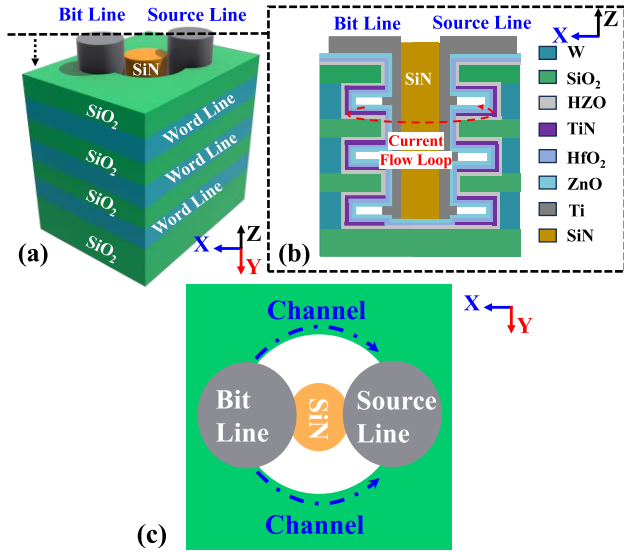 Bit Line
Source Line
SiN
SiO₂
Word Line
SiO₂
Word Line
SiO₂
Word Line
SiO₂
X
Z
Y
(a)
Bit Line
Source Line
X
Z
SiN
Current
Flow Loop
W
SiO₂
HZO
TiN
HfO₂
ZnO
Ti
SiN
(b)
Channel
X
Y
Bit
Line
SiN
Source
Line
Channel
(c)